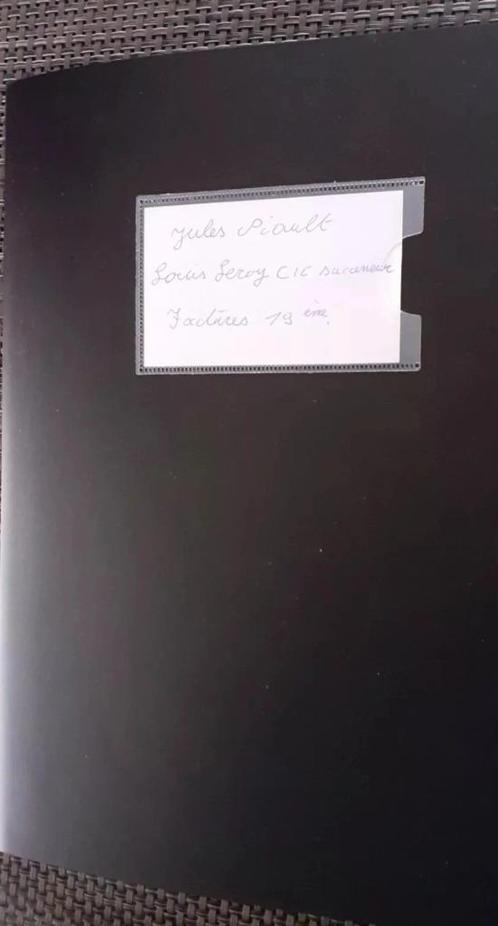 Jules Piault
Louis Leroy CIE successeur
Factures 19 ème.